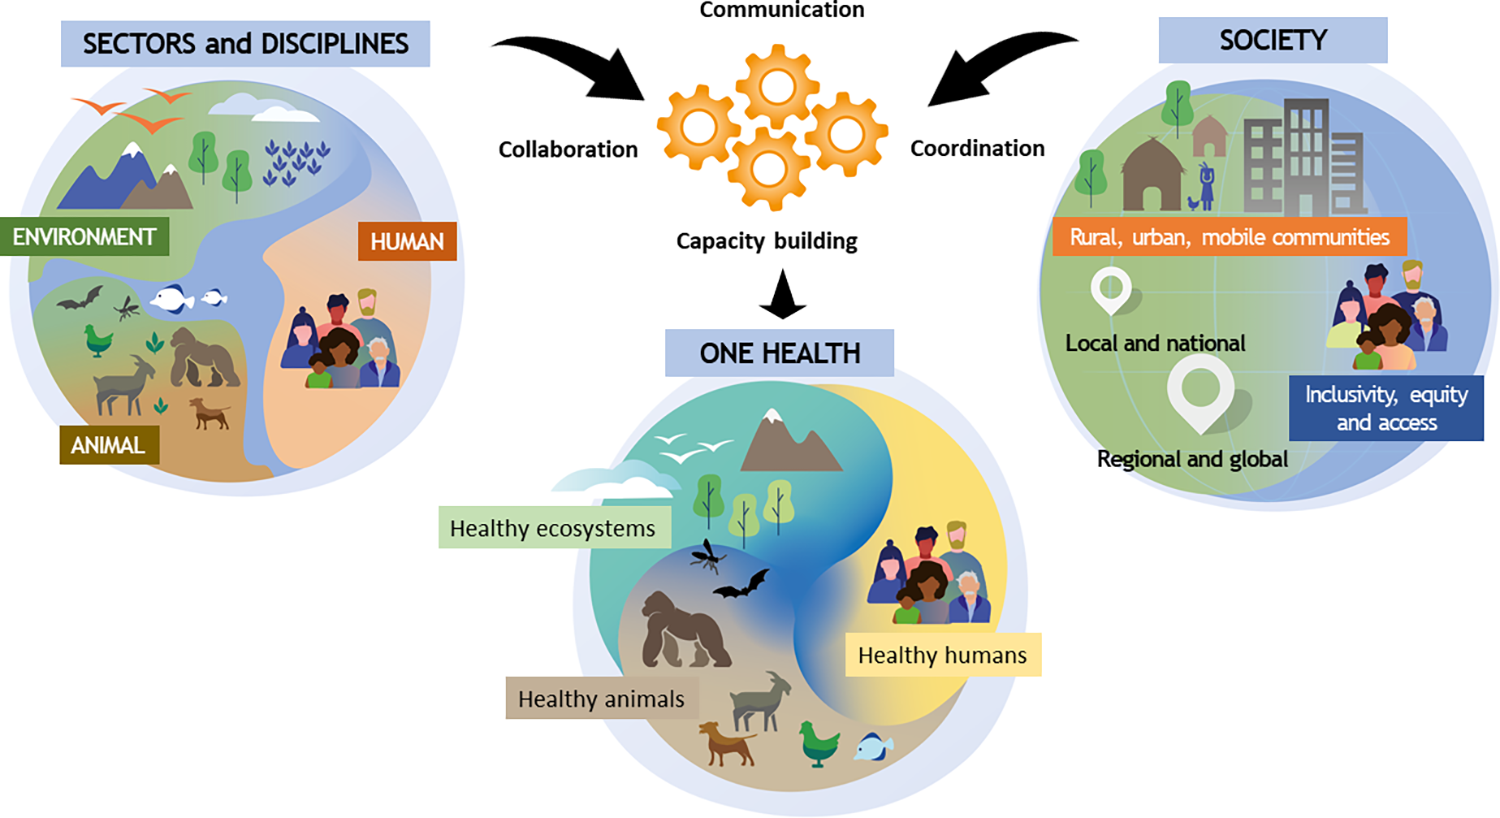 Communication
SECTORS and DISCIPLINES
SOCIETY
Collaboration
Coordination
ENVIRONMENT
HUMAN
Capacity building
Rural, urban, mobile communities
Local and national
ONE HEALTH
Inclusivity, equity
and access
ANIMAL
Regional and global
Healthy ecosystems
Healthy humans
Healthy animals